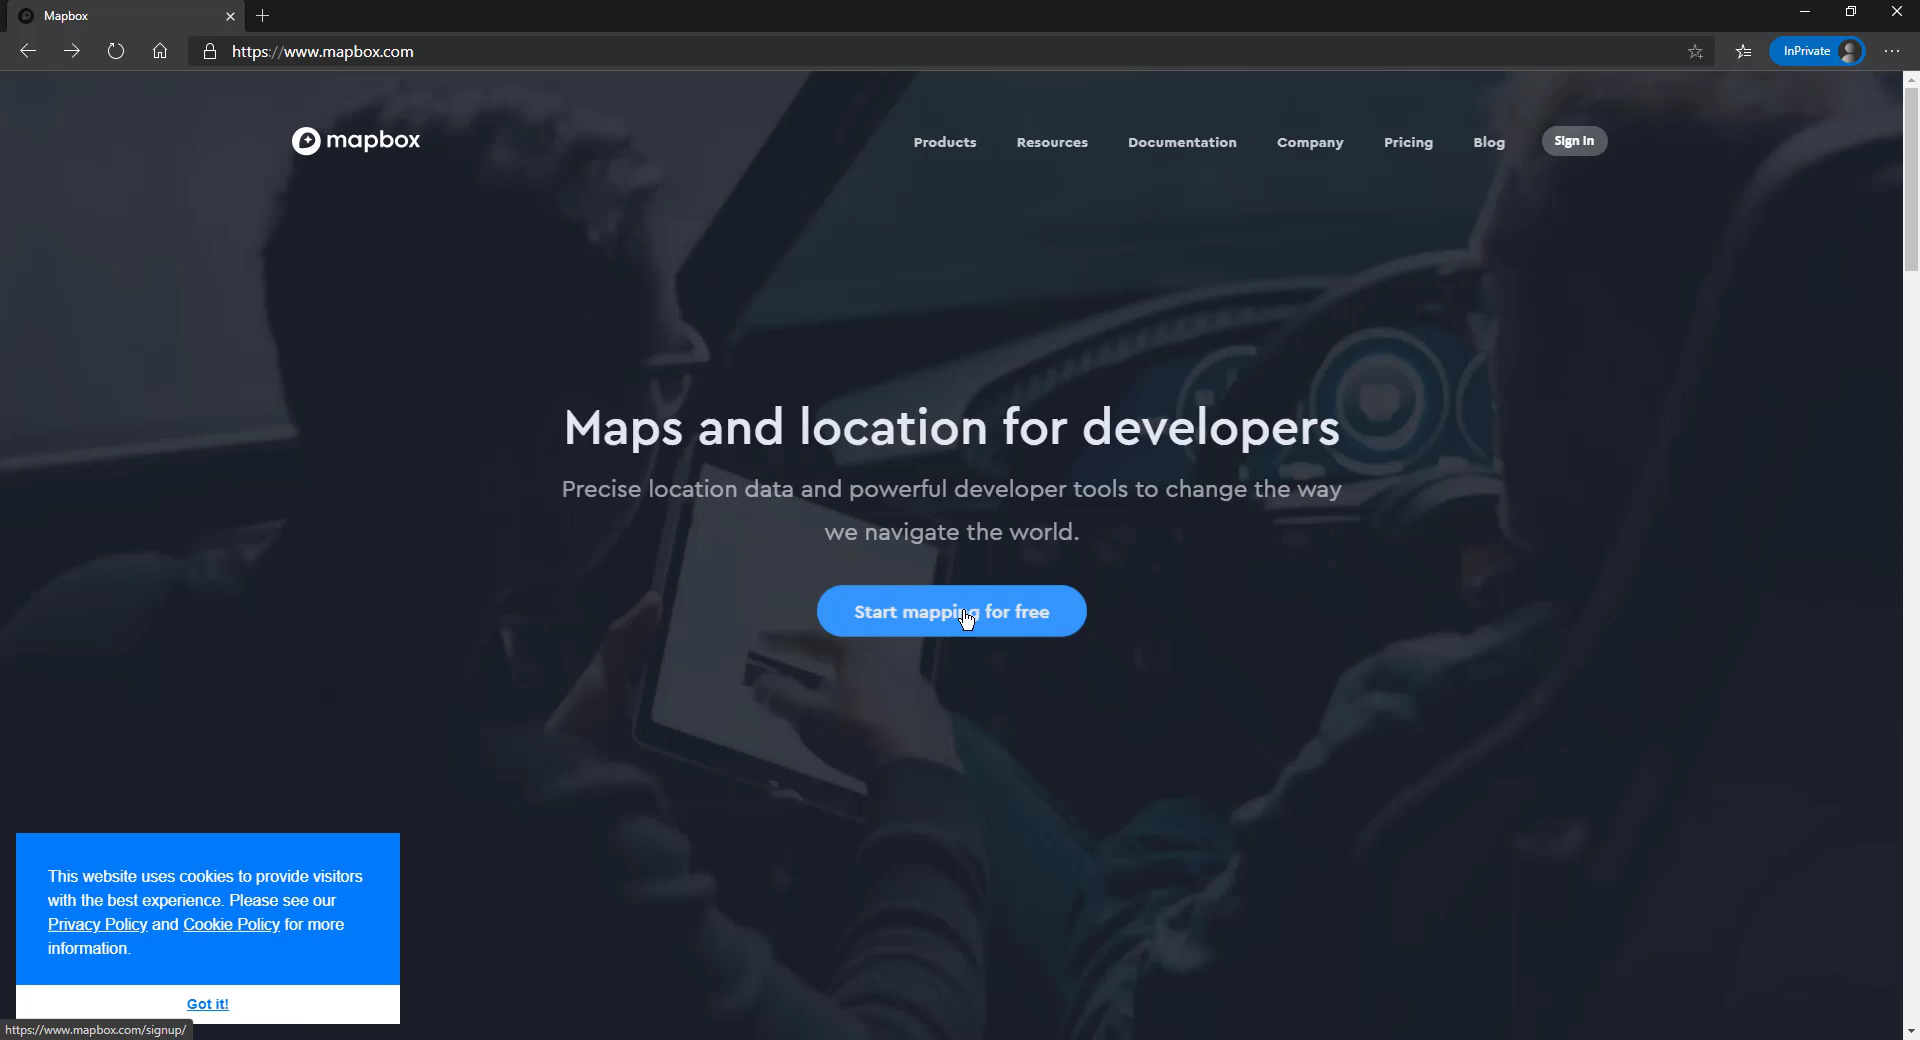 Mapbox
https://www.mapbox.com
InPrivate
mapbox
Products
Resources
Documentation
Company
Pricing
Blog
Sign in
Maps and location for developers
Precise location data and powerful developer tools to change the way
we navigate the world.
Start mapping for free
This website uses cookies to provide visitors
with the best experience. Please see our
Privacy Policy and Cookie Policy for more
information.
Got it!
https://www.mapbox.com/signup/